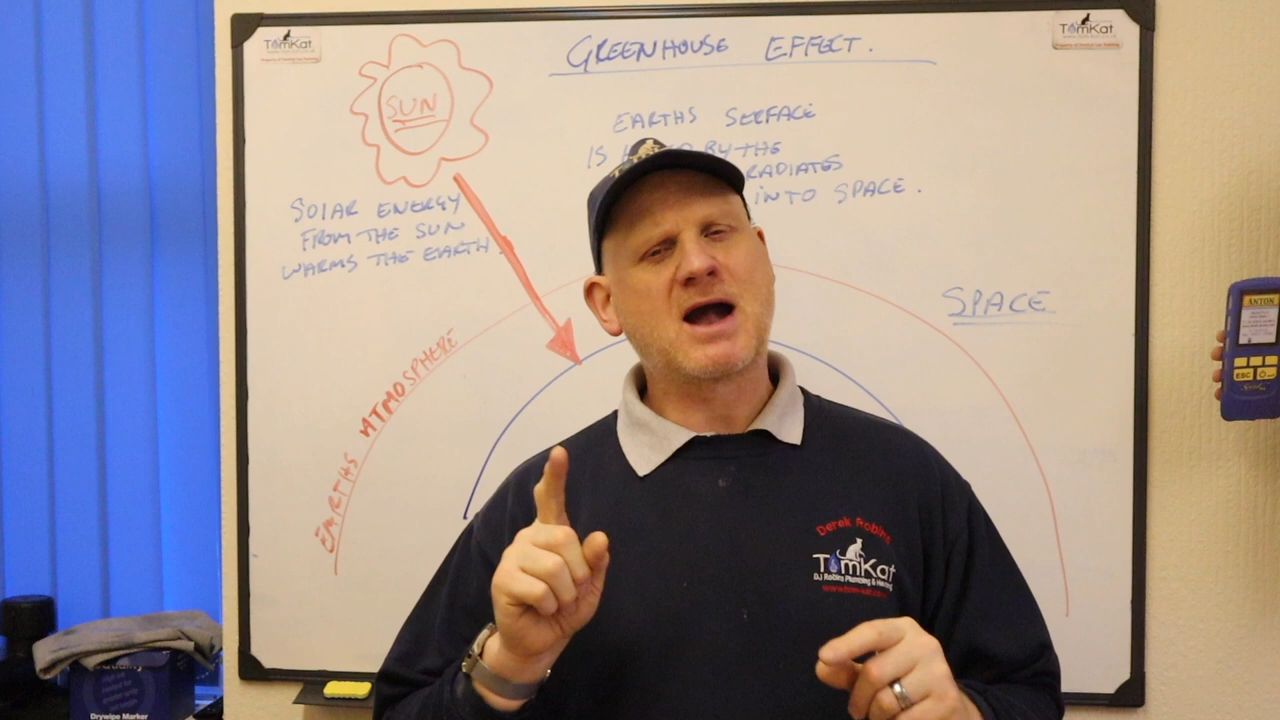 TomKat
TomKat
GREENHOUSE EFFECT.
SUN
EARTHS SERFACE
IS BY THE
RADIATES
INTO SPACE.
SOLAR ENERGY
FROM THE SUN
WARMS THE EARTH.
SPACE
EARTHS ATMOSPHERE
ANTON
ESC
Derek Robins
TomKat
DJ Robins Plumbing & Heating
Drywipe Marker